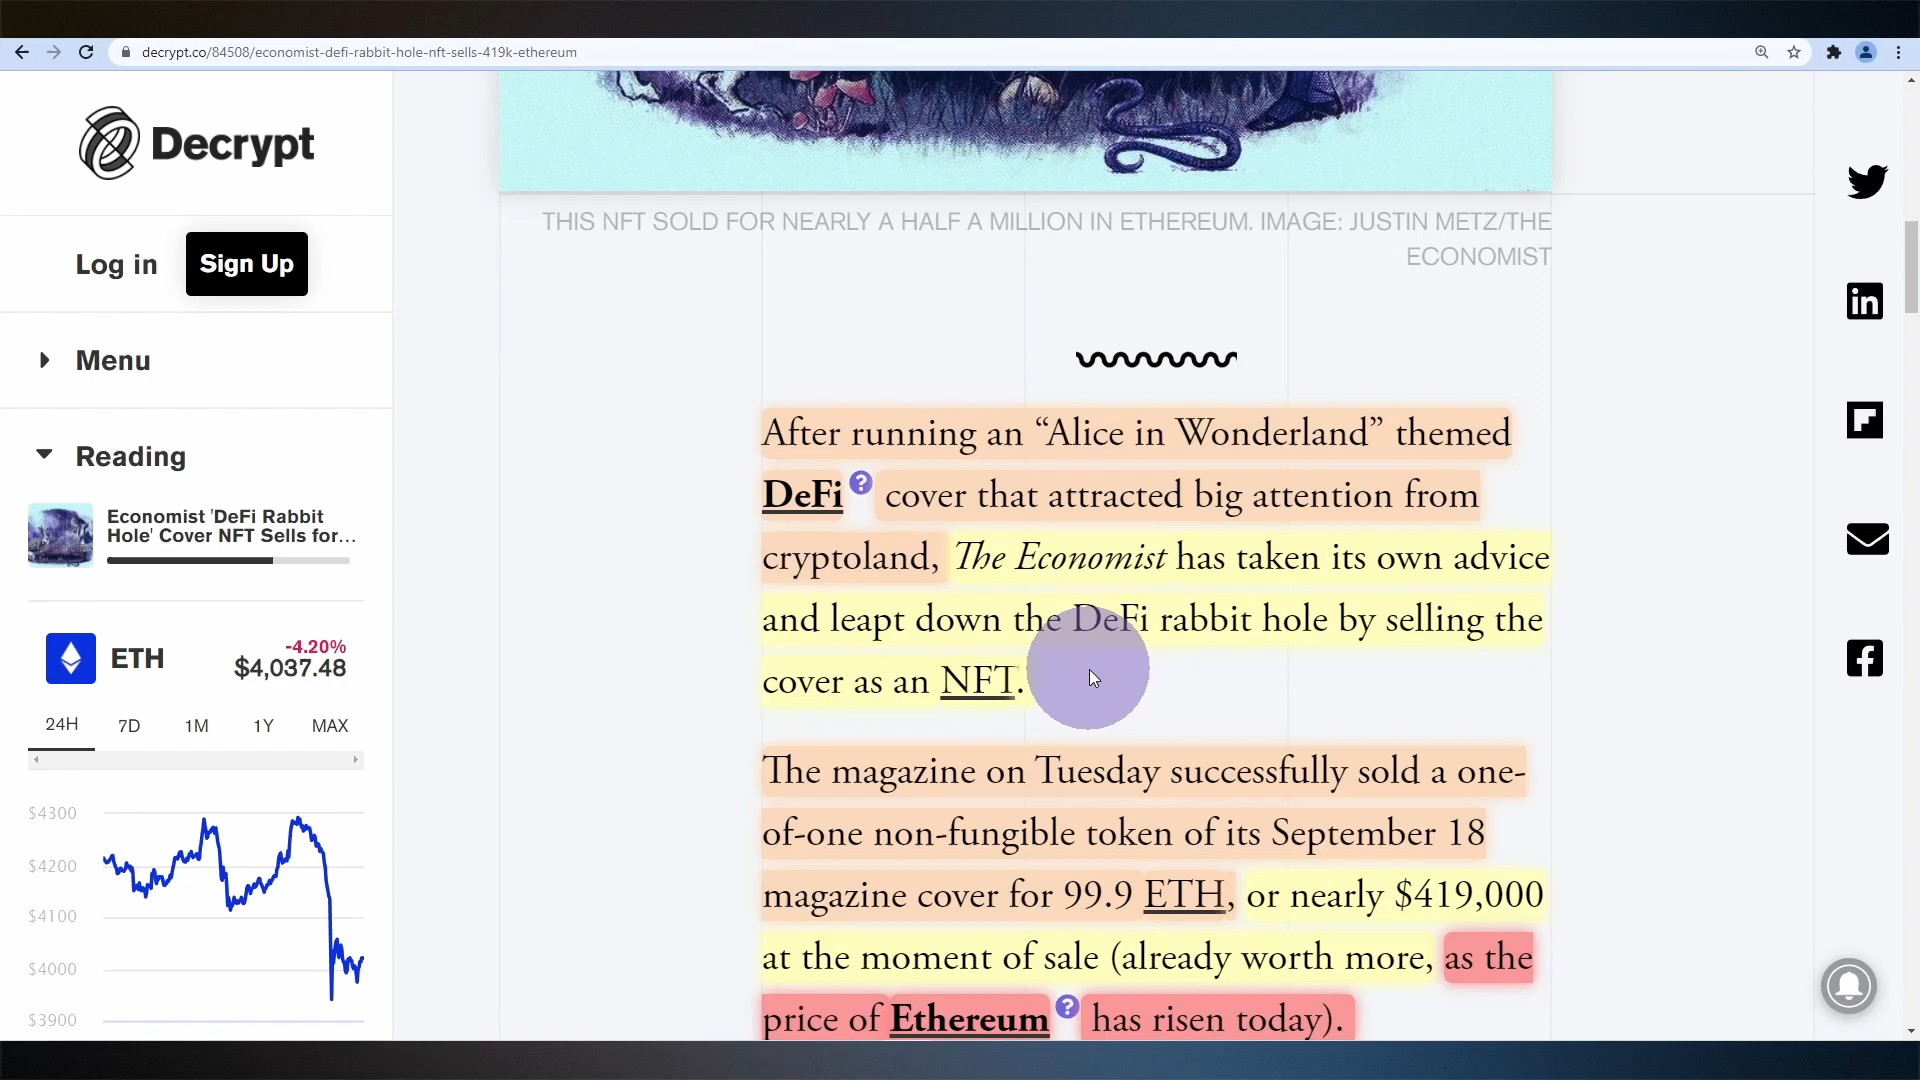 decrypt.co/84508/economist-defi-rabbit-hole-nft-sells-419k-ethereum
Decrypt
Log in
Sign Up
Menu
Reading
Economist 'DeFi Rabbit
Hole' Cover NFT Sells for...
ETH
-4.20%
$4,037.48
24H 7D 1M 1Y MAX
$4300
$4200
$4100
$4000
$3900
THIS NFT SOLD FOR NEARLY A HALF A MILLION IN ETHEREUM. IMAGE: JUSTIN METZ/THE
ECONOMIST
After running an “Alice in Wonderland” themed
DeFi ? cover that attracted big attention from
cryptoland, The Economist has taken its own advice
and leapt down the DeFi rabbit hole by selling the
cover as an NFT.
The magazine on Tuesday successfully sold a one-
of-one non-fungible token of its September 18
magazine cover for 99.9 ETH, or nearly $419,000
at the moment of sale (already worth more, as the
price of Ethereum ? has risen today).